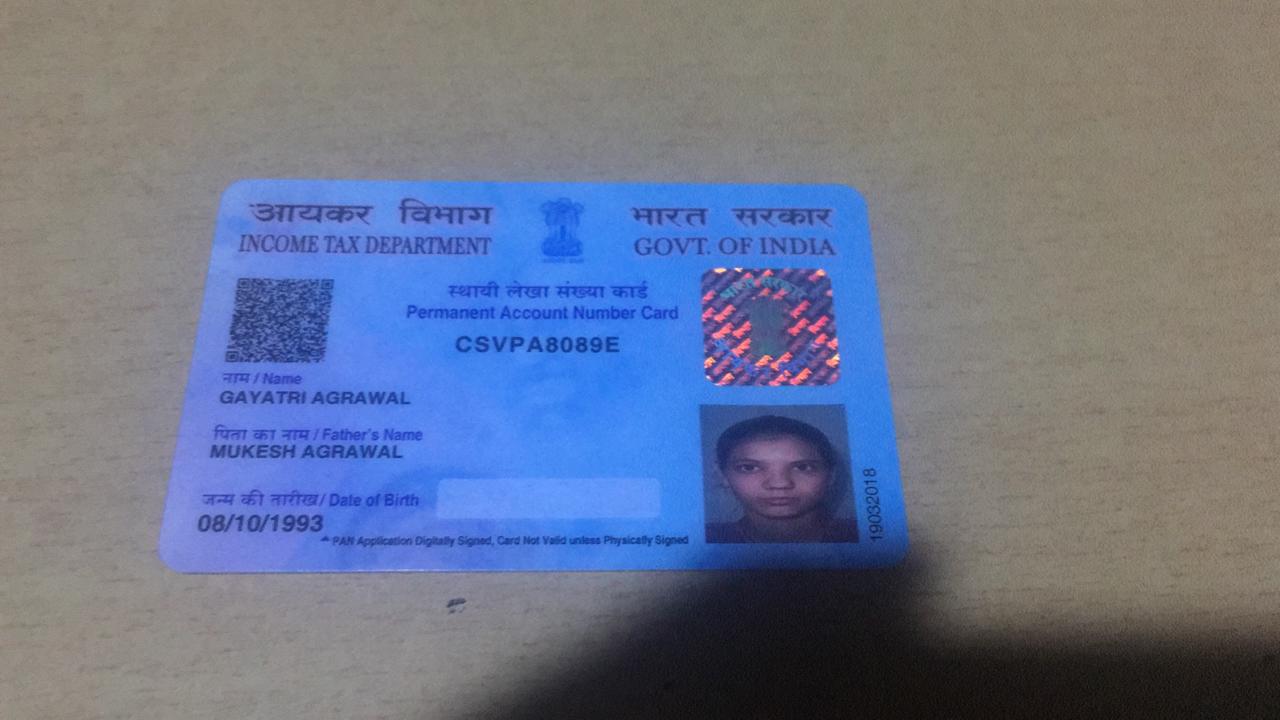 आयकर विभाग
INCOME TAX DEPARTMENT
भारत सरकार
GOVT. OF INDIA
स्थायी लेखा संख्या कार्ड
Permanent Account Number Card
CSVPA8089E
भारत सरकार
नाम / Name
GAYATRI AGRAWAL
पिता का नाम / Father's Name
MUKESH AGRAWAL
जन्म की तारीख / Date of Birth
08/10/1993
PAN Application Digitally Signed, Card Not Valid unless Physically Signed
19032018